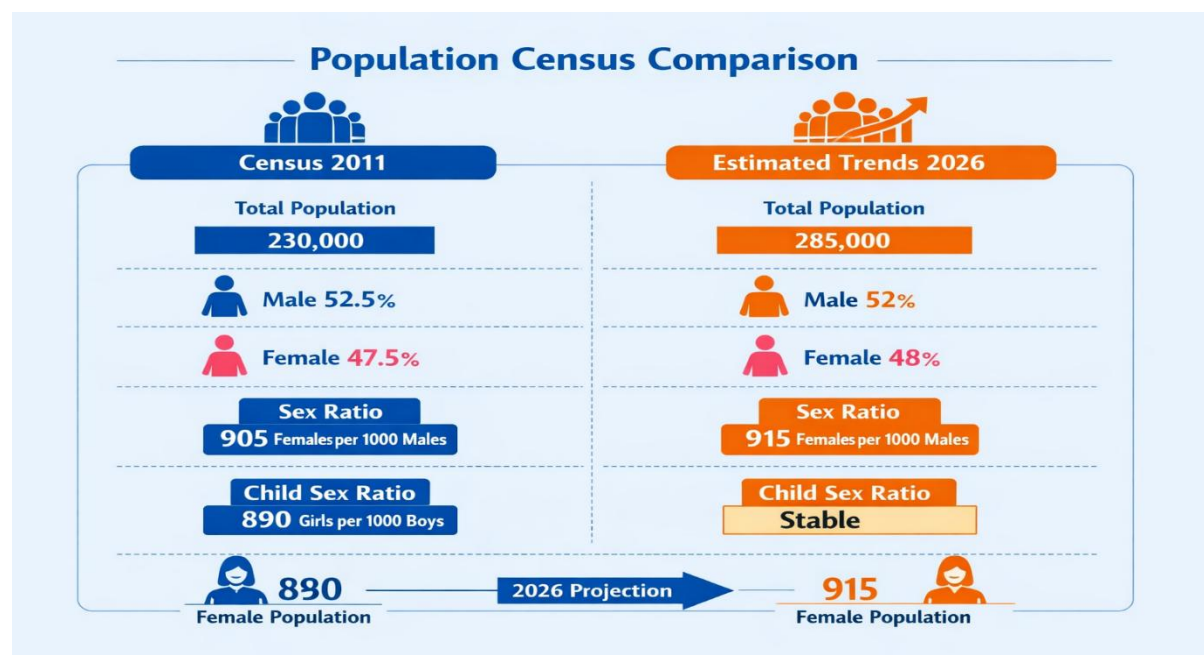 Population Census Comparison
Census 2011
Total Population
230,000
Male 52.5%
Female 47.5%
Sex Ratio
905 Females per 1000 Males
Child Sex Ratio
890 Girls per 1000 Boys
Estimated Trends 2026
Total Population
285,000
Male 52%
Female 48%
Sex Ratio
915 Females per 1000 Males
Child Sex Ratio
Stable
Female Population
2026 Projection
915
Female Population